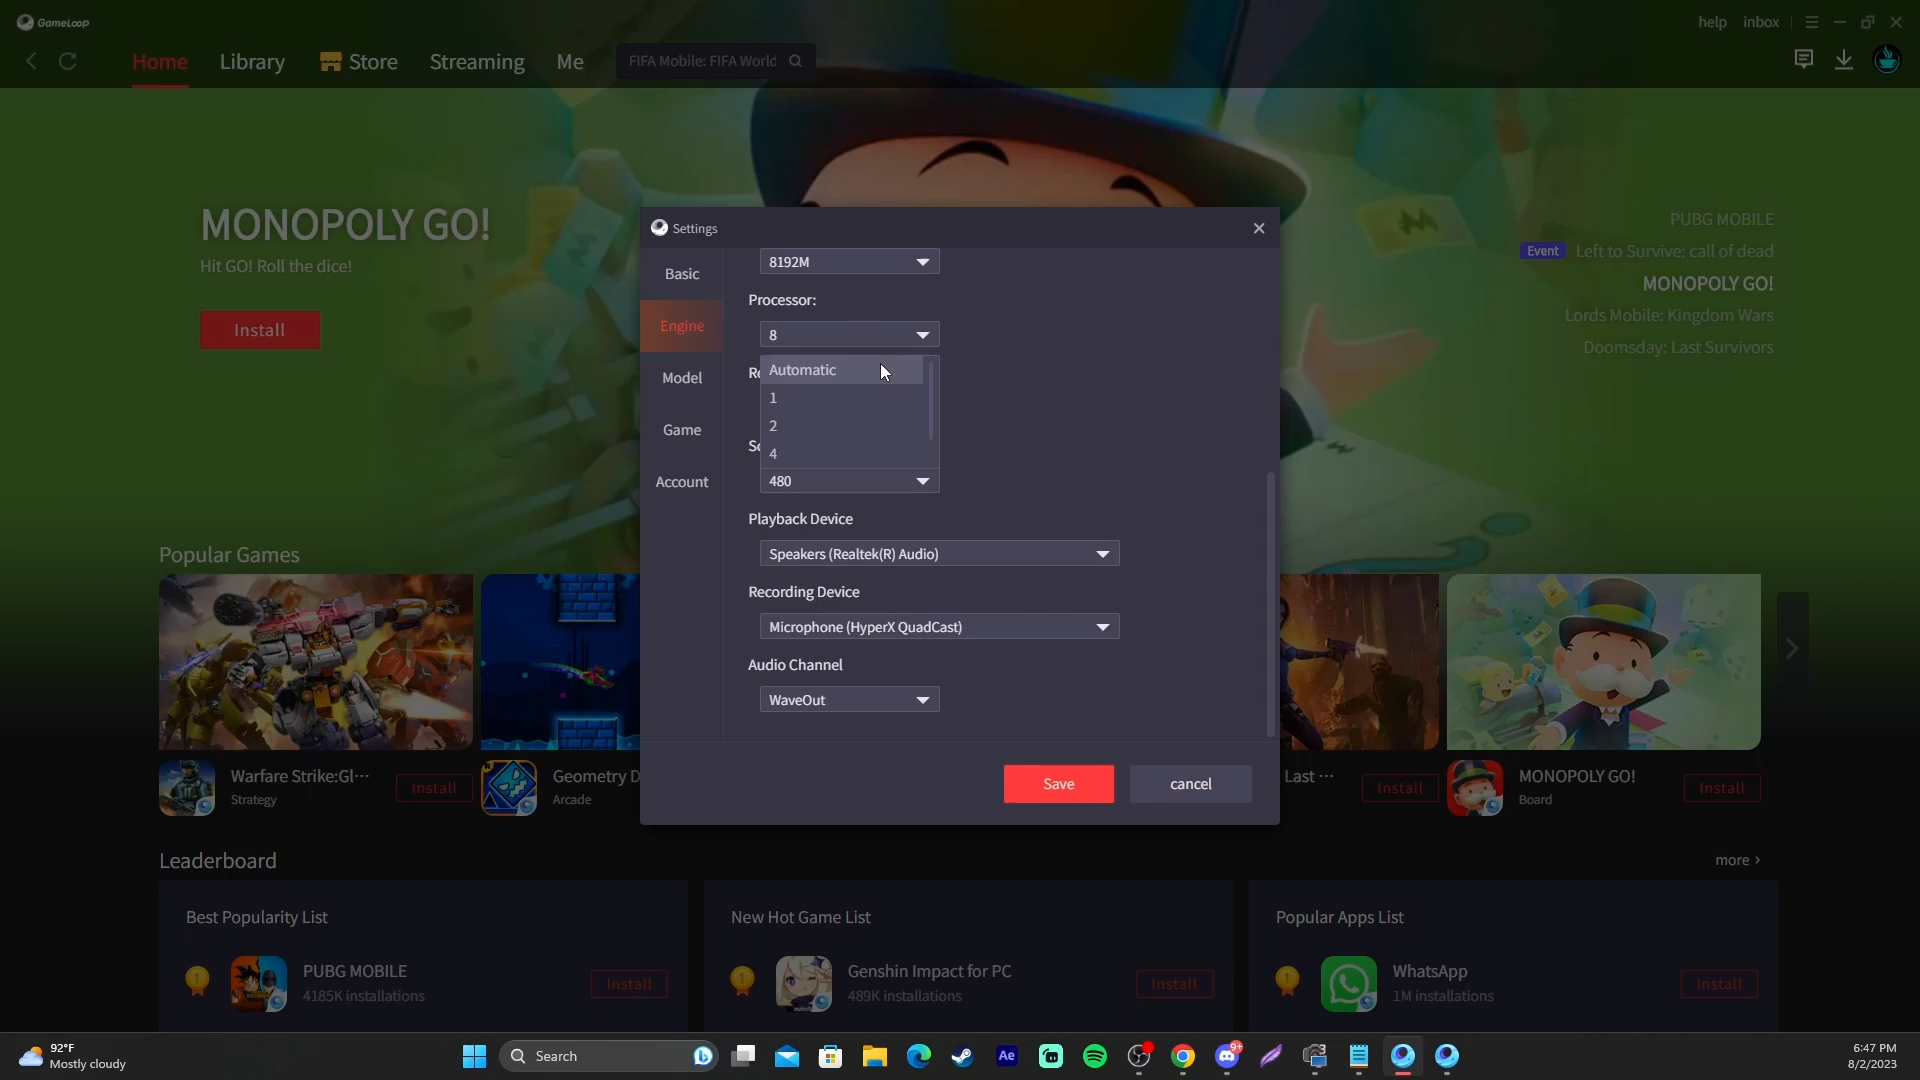 GameLoop
help
inbox
Home
Library
Store
Streaming
Me
FIFA Mobile: FIFA World
MONOPOLY GO!
Hit GO! Roll the dice!
Install
PUBG MOBILE
Event Left to Survive: call of dead
MONOPOLY GO!
Lords Mobile: Kingdom Wars
Doomsday: Last Survivors
Settings
Basic
Engine
Model
Game
Account
8192M
Processor:
8
Automatic
1
2
4
480
Playback Device
Speakers (Realtek(R) Audio)
Recording Device
Microphone (HyperX QuadCast)
Audio Channel
WaveOut
Save
cancel
Popular Games
Warfare Strike:Gl···
Strategy
Install
Geometry D
Arcade
Last ···
Install
MONOPOLY GO!
Board
Install
Leaderboard
more ›
Best Popularity List
1
PUBG MOBILE
4185K installations
Install
New Hot Game List
1
Genshin Impact for PC
489K installations
Install
Popular Apps List
1
WhatsApp
1M installations
Install
92°F
Mostly cloudy
Search
Ae
9+
3
6:47 PM
8/2/2023